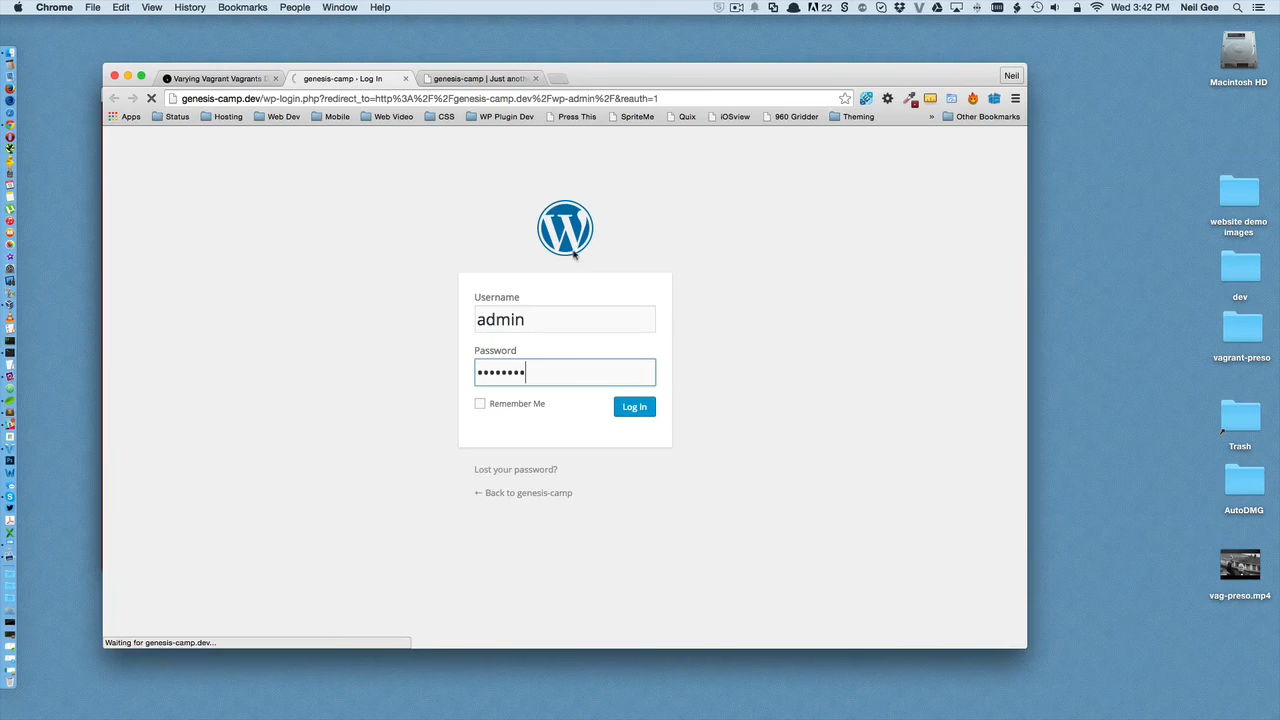 Chrome File Edit View History Bookmarks People Window Help 22 Wed 3:42 PM Neil Gee
Varying Vagrant Vagrants genesis-camp › Log In genesis-camp | Just anoth Neil
genesis-camp.dev/wp-login.php?redirect_to=http%3A%2F%2Fgenesis-camp.dev%2Fwp-admin%2F&reauth=1
Apps Status Hosting Web Dev Mobile Web Video CSS WP Plugin Dev Press This SpriteMe Quix iOSview 960 Gridder Theming » Other Bookmarks
Username
admin
Password
••••••••
Remember Me Log In
Lost your password?
← Back to genesis-camp
Waiting for genesis-camp.dev...
Macintosh HD
website demo
images
dev
vagrant-preso
Trash
AutoDMG
vag-preso.mp4